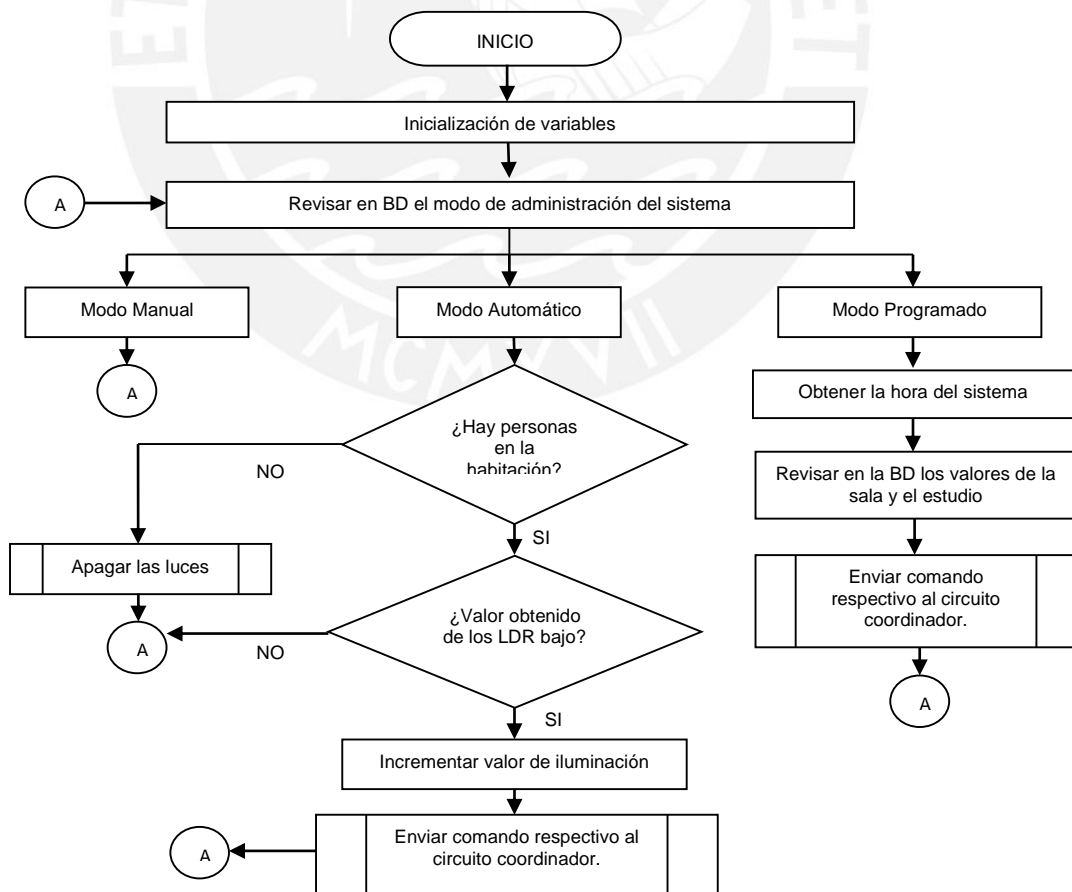 INICIO
Inicialización de variables
A
Revisar en BD el modo de administración del sistema
Modo Manual
Modo Automático
Modo Programado
A
¿Hay personas
en la
habitación?
NO
SI
Obtener la hora del sistema
Revisar en la BD los valores de la
sala y el estudio
Apagar las luces
Enviar comando
respectivo al circuito
coordinador.
A
¿Valor obtenido
de los LDR bajo?
NO
SI
A
Incrementar valor de iluminación
Enviar comando respectivo al
circuito coordinador.
A
MCMXVII